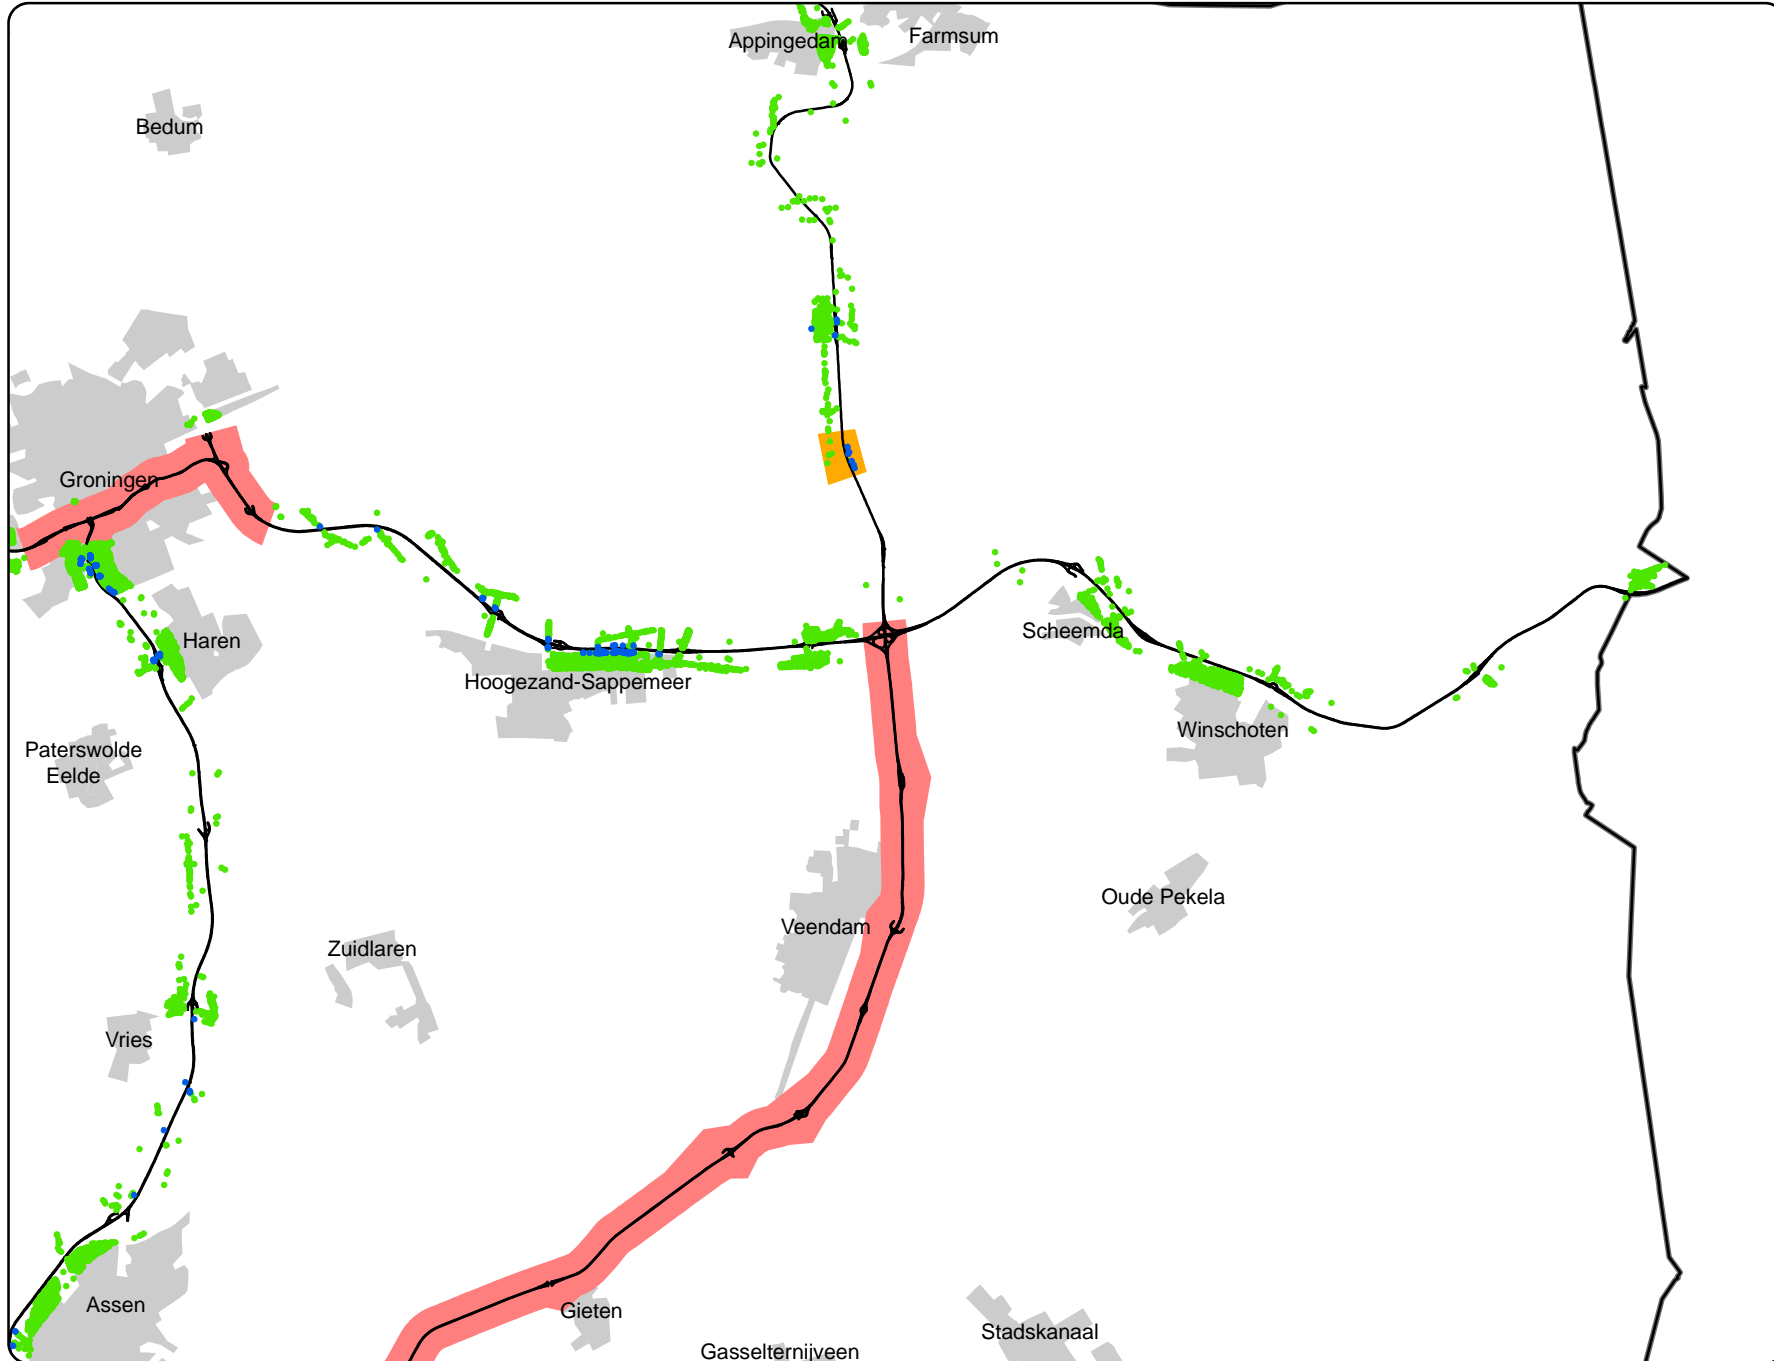 Appingedam
Farmsum
Bedum
Groningen
Haren
Scheemda
Hoogezand-Sappemeer
Winschoten
Paterswolde
Eelde
Oude Pekela
Veendam
Zuidlaren
Vries
Assen
Gieten
Stadskanaal
Gasselternijveen